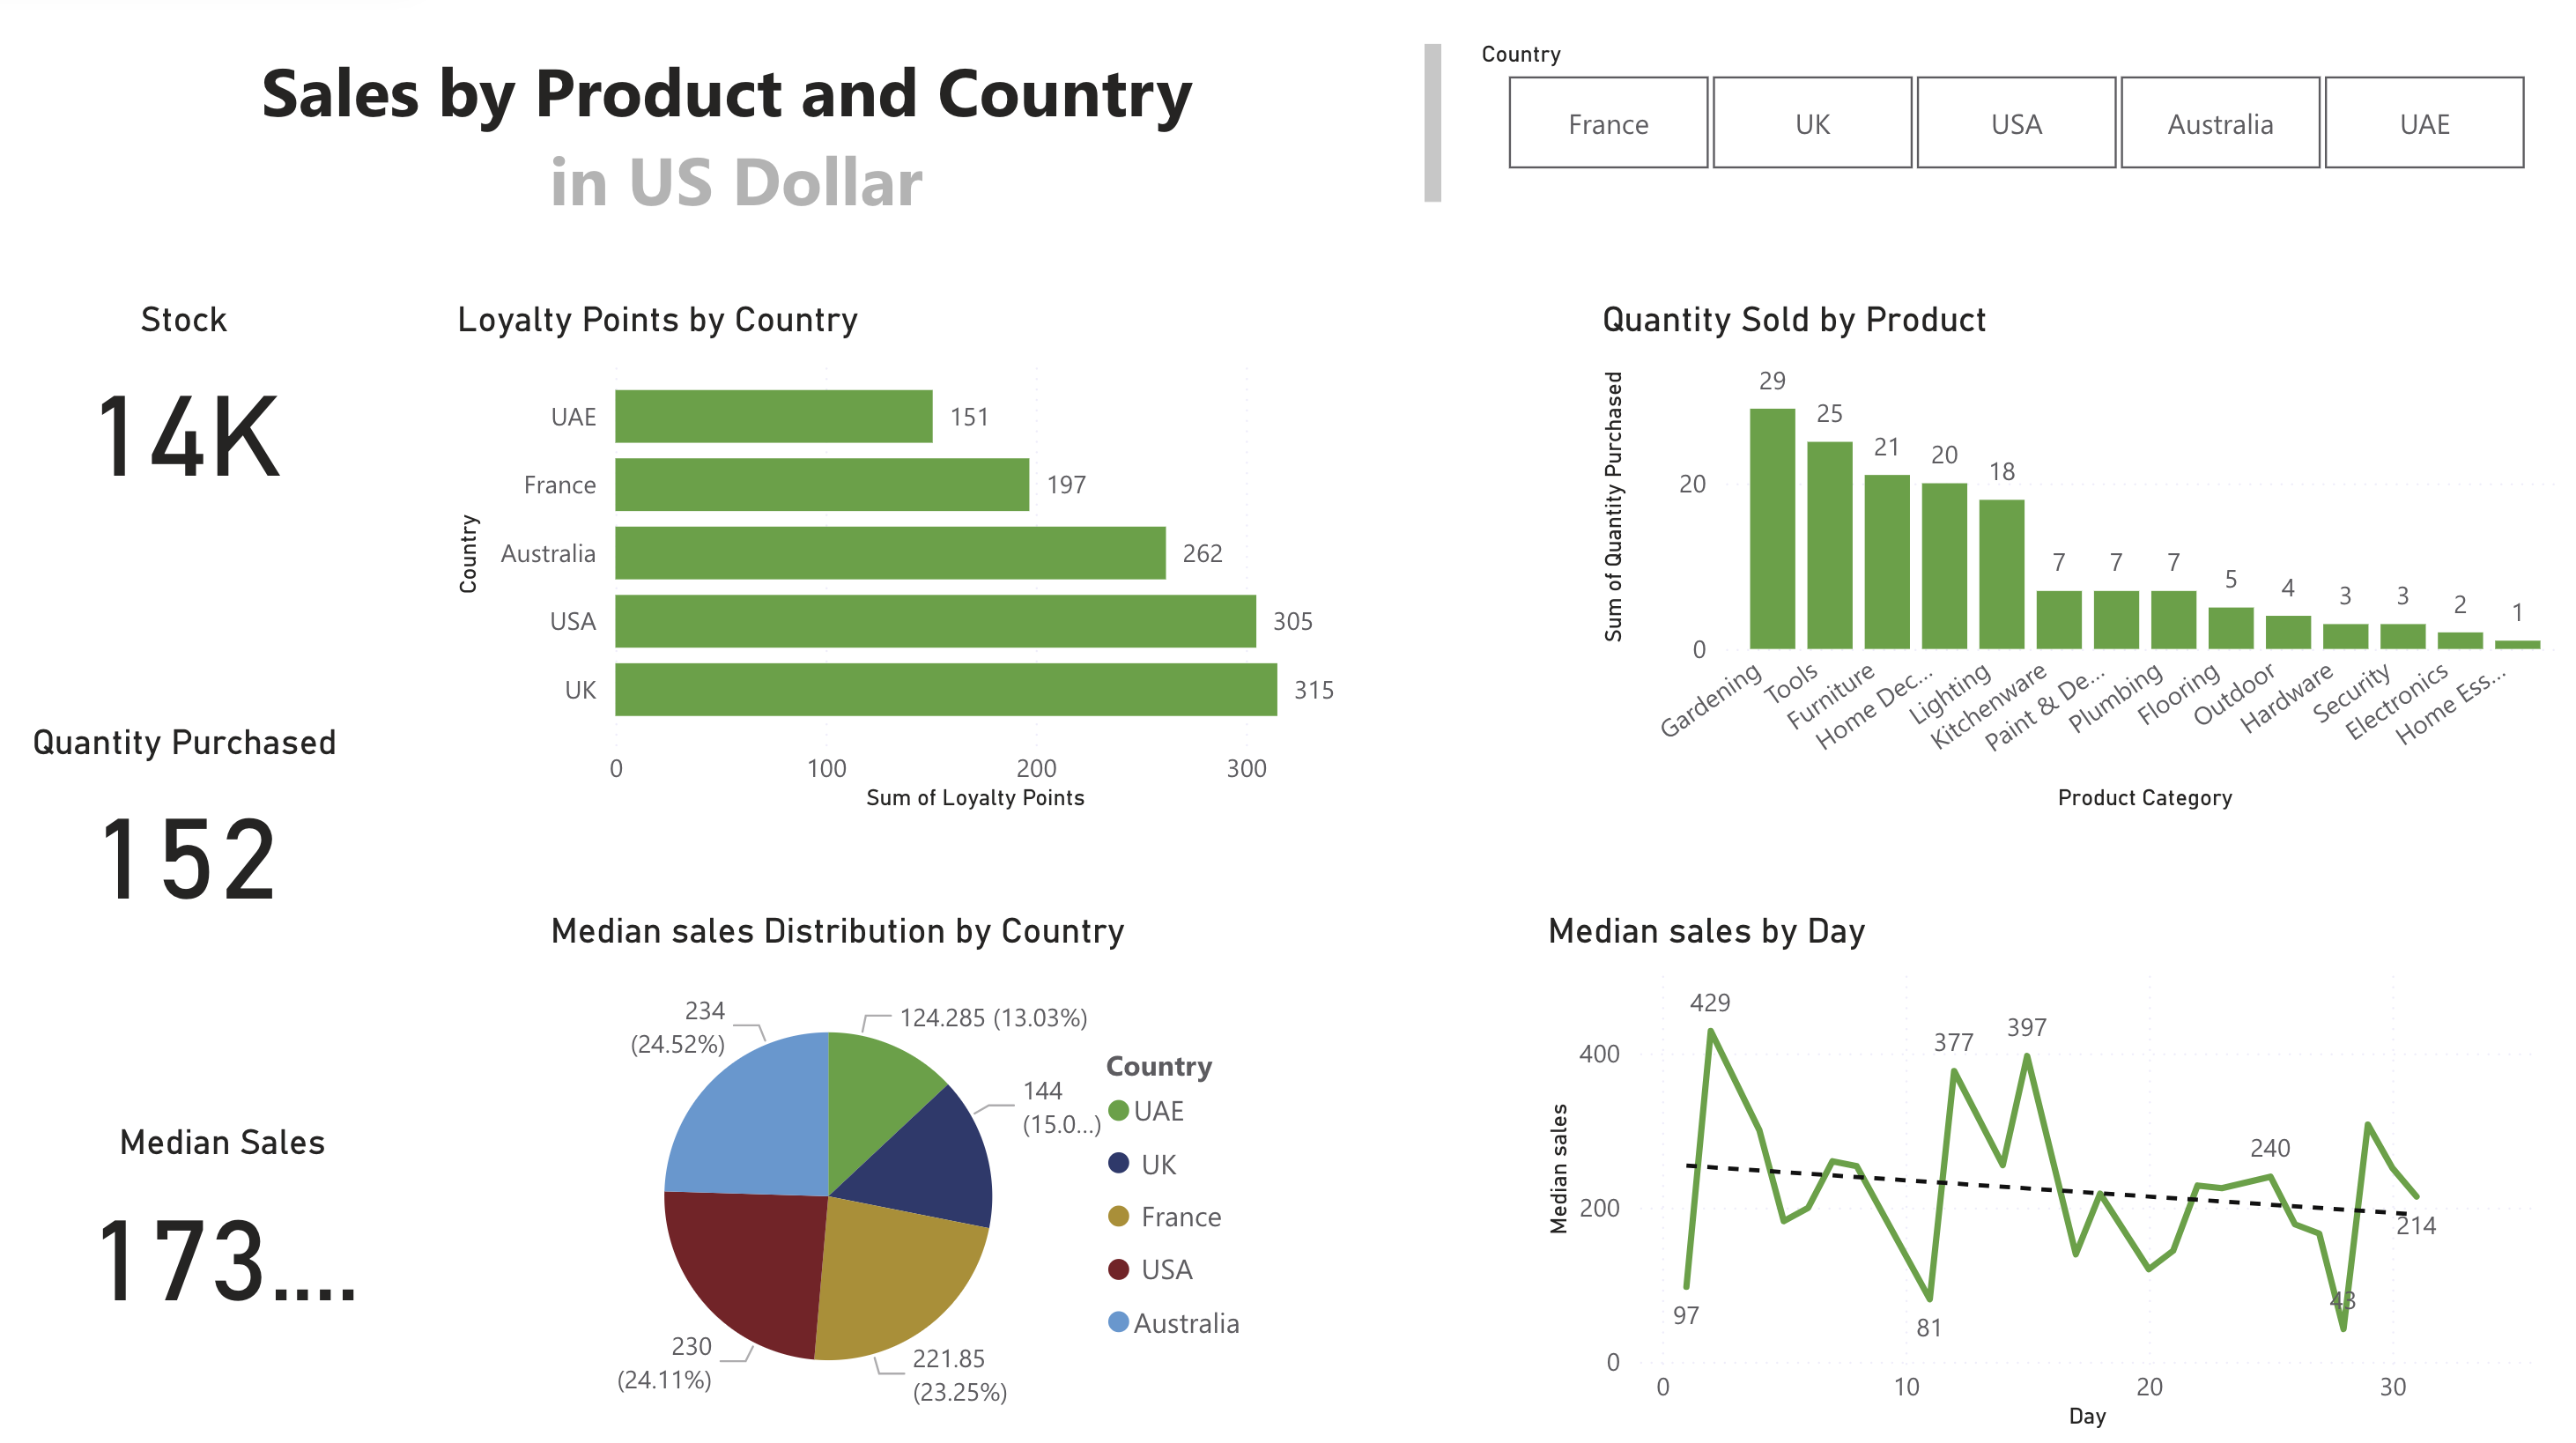 Sales by Product and Country
in US Dollar
Country
France
UK
USA
Australia
UAE
Stock
14K
Quantity Purchased
152
Median Sales
173....
Loyalty Points by Country
Country
UAE
151
France
197
Australia
262
USA
305
UK
315
0
100
200
300
Sum of Loyalty Points
Quantity Sold by Product
Sum of Quantity Purchased
20
0
29
25
21
20
18
7
7
7
5
4
3
3
2
1
Gardening
Tools
Furniture
Home Dec...
Lighting
Kitchenware
Paint & De...
Plumbing
Flooring
Outdoor
Hardware
Security
Electronics
Home Ess...
Product Category
Median sales Distribution by Country
234
(24.52%)
124.285 (13.03%)
144
(15.0...)
230
(24.11%)
221.85
(23.25%)
Country
UAE
UK
France
USA
Australia
Median sales by Day
Median sales
400
200
0
429
97
377
397
81
240
43
214
0
10
20
30
Day